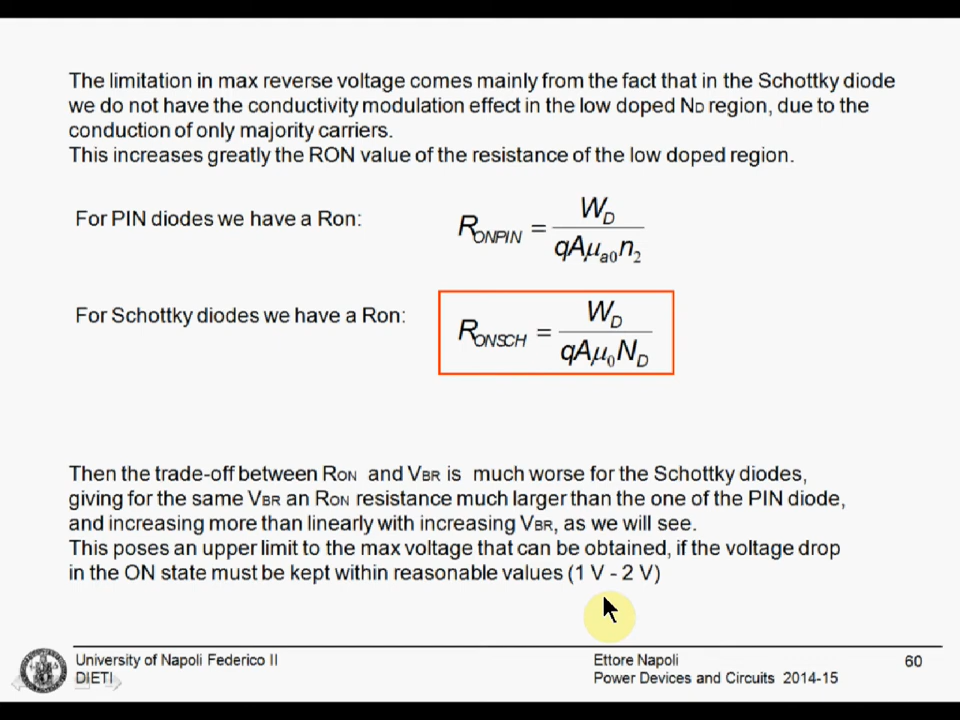 The limitation in max reverse voltage comes mainly from the fact that in the Schottky diode
we do not have the conductivity modulation effect in the low doped ND region, due to the
conduction of only majority carriers.
This increases greatly the RON value of the resistance of the low doped region.
For PIN diodes we have a Ron:
R_ONPIN = W_D / (qAμ_a0 n_2)
For Schottky diodes we have a Ron:
R_ONSCH = W_D / (qAμ_0 N_D)
Then the trade-off between RON and VBR is much worse for the Schottky diodes,
giving for the same VBR an RON resistance much larger than the one of the PIN diode,
and increasing more than linearly with increasing VBR, as we will see.
This poses an upper limit to the max voltage that can be obtained, if the voltage drop
in the ON state must be kept within reasonable values (1 V - 2 V)
University of Napoli Federico II
DIETI
Ettore Napoli
Power Devices and Circuits 2014-15
60